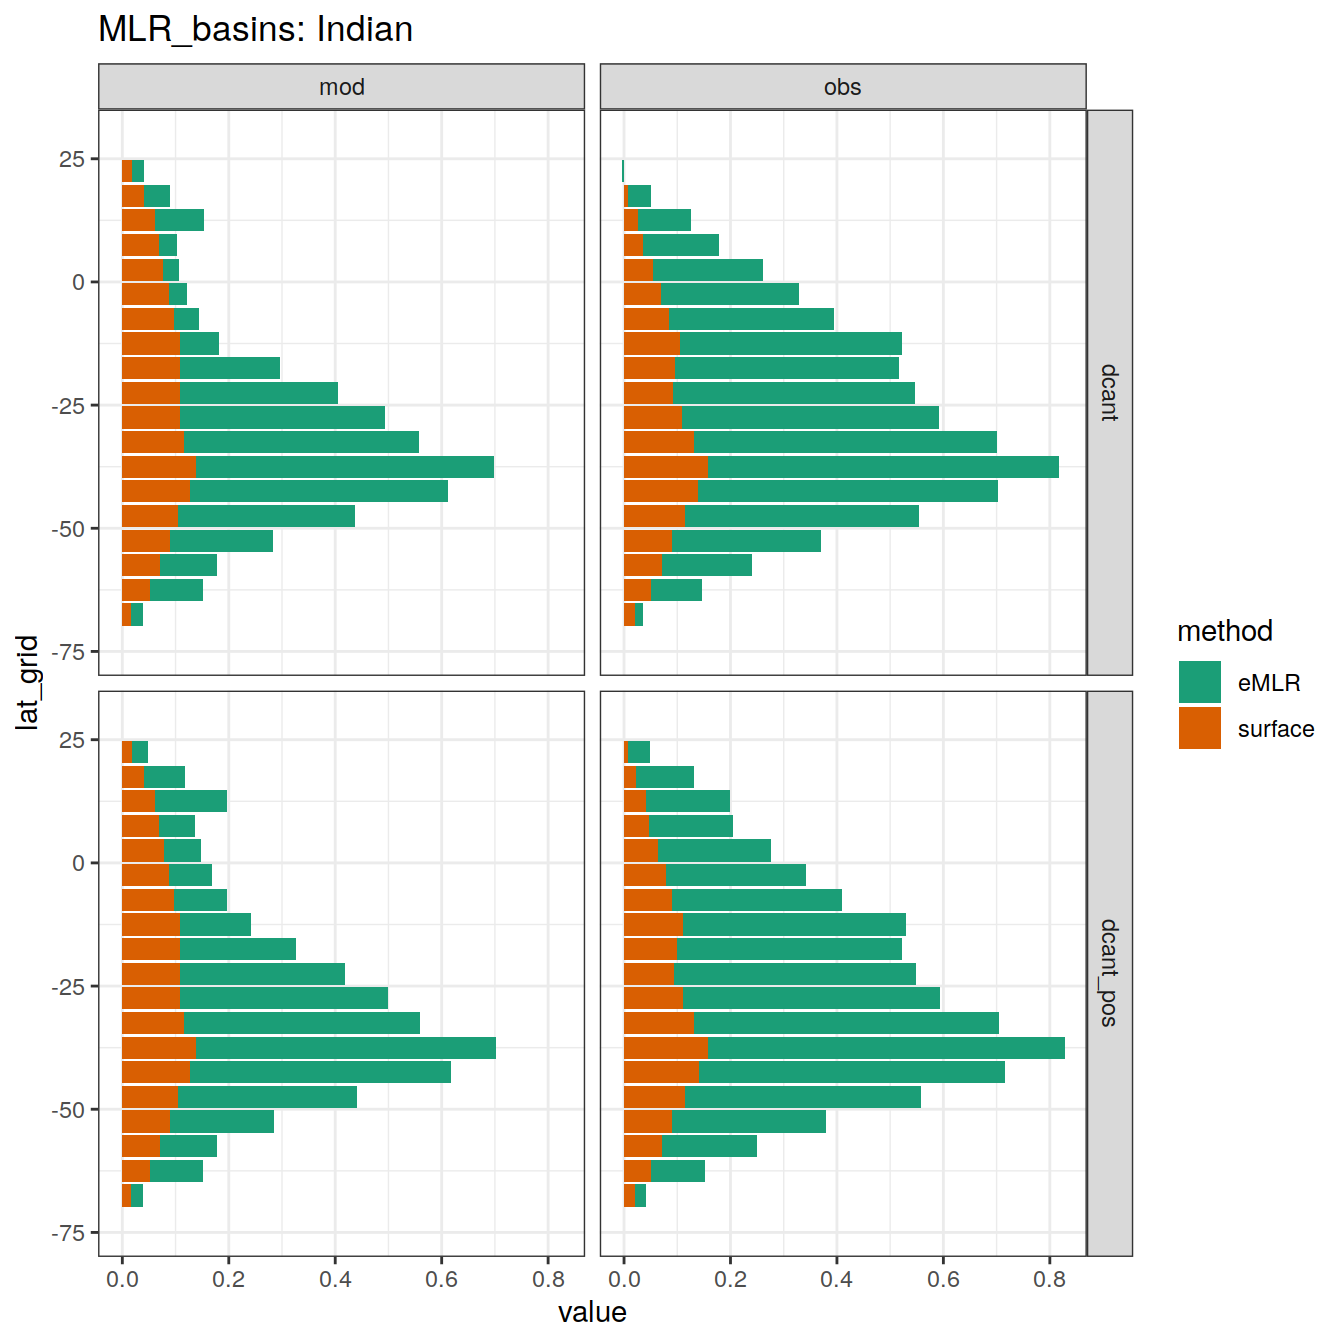 MLR_basins: Indian
mod
obs
25
0
-25
-50
-75
dcant
25
0
-25
-50
-75
dcant_pos
lat_grid
0.0 0.2 0.4 0.6 0.8
0.0 0.2 0.4 0.6 0.8
value
method
eMLR
surface